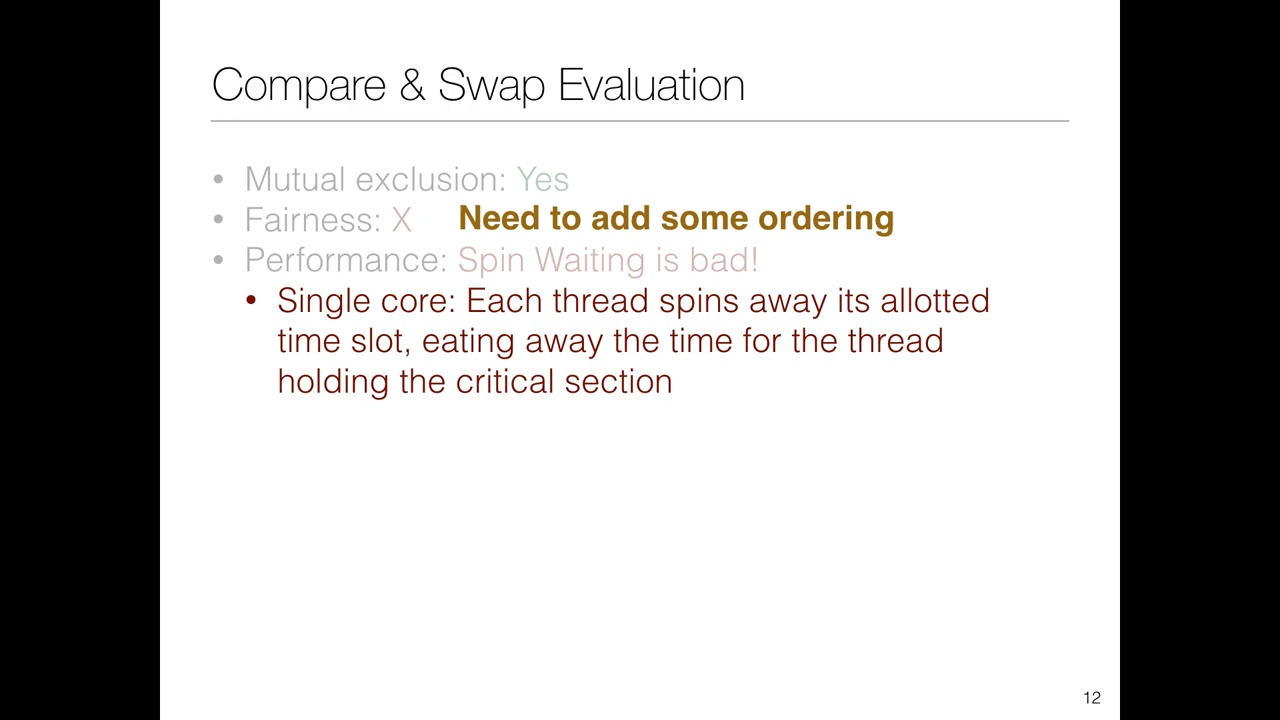 Compare & Swap Evaluation
• Mutual exclusion: Yes
• Fairness: X Need to add some ordering
• Performance: Spin Waiting is bad!
• Single core: Each thread spins away its allotted
time slot, eating away the time for the thread
holding the critical section
12